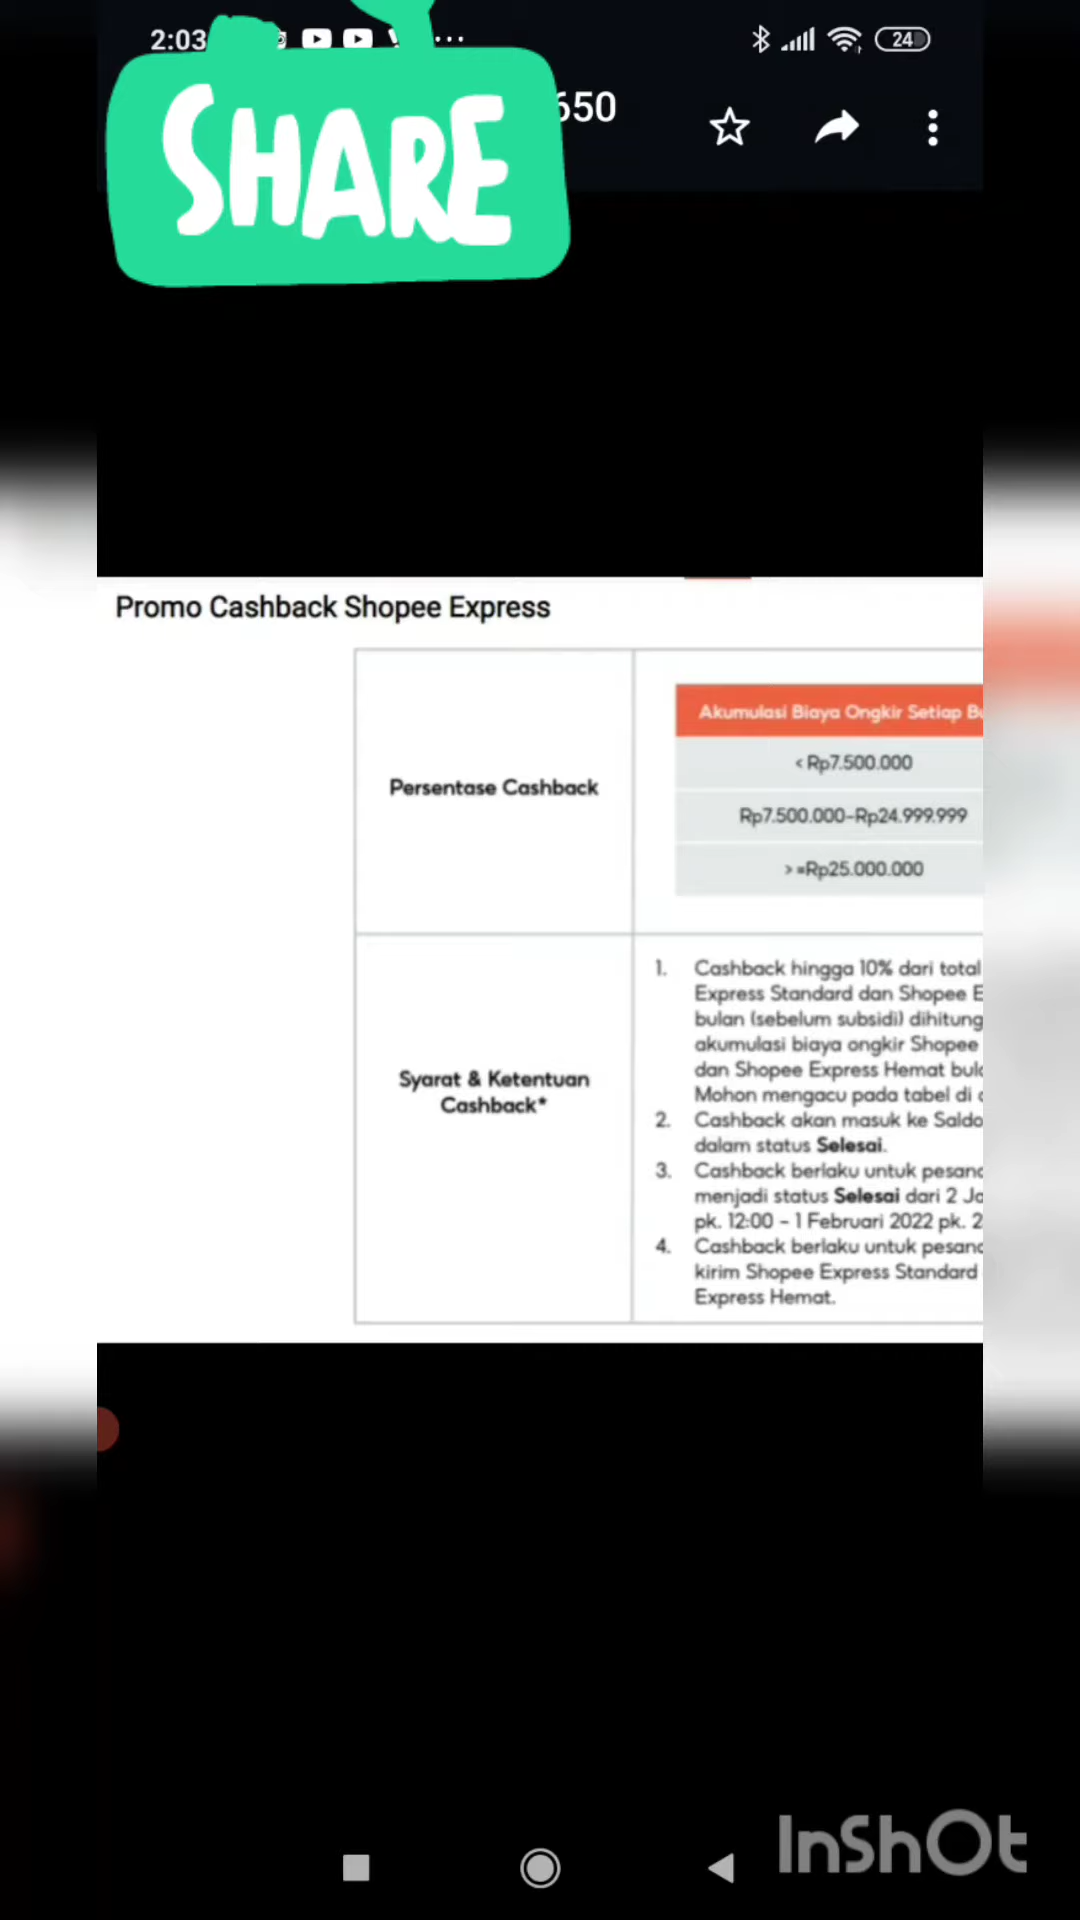 2:03
24
SHARE
650
Promo Cashback Shopee Express
Akumulasi Biaya Ongkir Setiap
< Rp7.500.000
Persentase Cashback
Rp7.500.000-Rp24.999.999
> =Rp25.000.000
1. Cashback hingga 10% dari total
Express Standard dan Shopee E
bulan (sebelum subsidi) dihitung
akumulasi biaya ongkir Shopee
dan Shopee Express Hemat
Mohon mengacu pada tabel di
Syarat & Ketentuan
Cashback*
2. Cashback akan masuk ke Saldo
dalam status Selesai.
3. Cashback berlaku untuk
menjadi status Selesai dari 2 Ja
pk. 12:00 - 1 Februari 2022 pk. 2
4. Cashback berlaku untuk
kirim Shopee Express Standard
Express Hemat.
InShOt